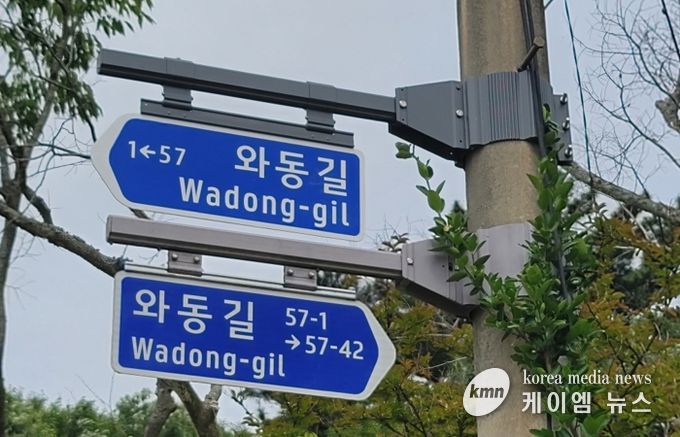 1←57 와동길
Wadong-gil
와동길 57-1
Wadong-gil →57-42
kmn korea media news
케이엠 뉴스